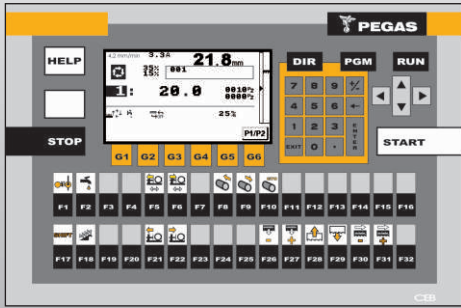 PEGAS
HELP
4.2 mm/min 3.3A 21.8mm
001
1: 20.0
25%
P1/P2
DIR PGM RUN
7 8 9 +/-
4 5 6 ←
1 2 3 ENTER
EXIT 0 .
STOP
START
G1 G2 G3 G4 G5 G6
F1 F2 F3 F4 F5 F6 F7 F8 F9 F10 F11 F12 F13 F14 F15 F16
SHIFT
F17 F18 F19 F20 F21 F22 F23 F24 F25 F26 F27 F28 F29 F30 F31 F32